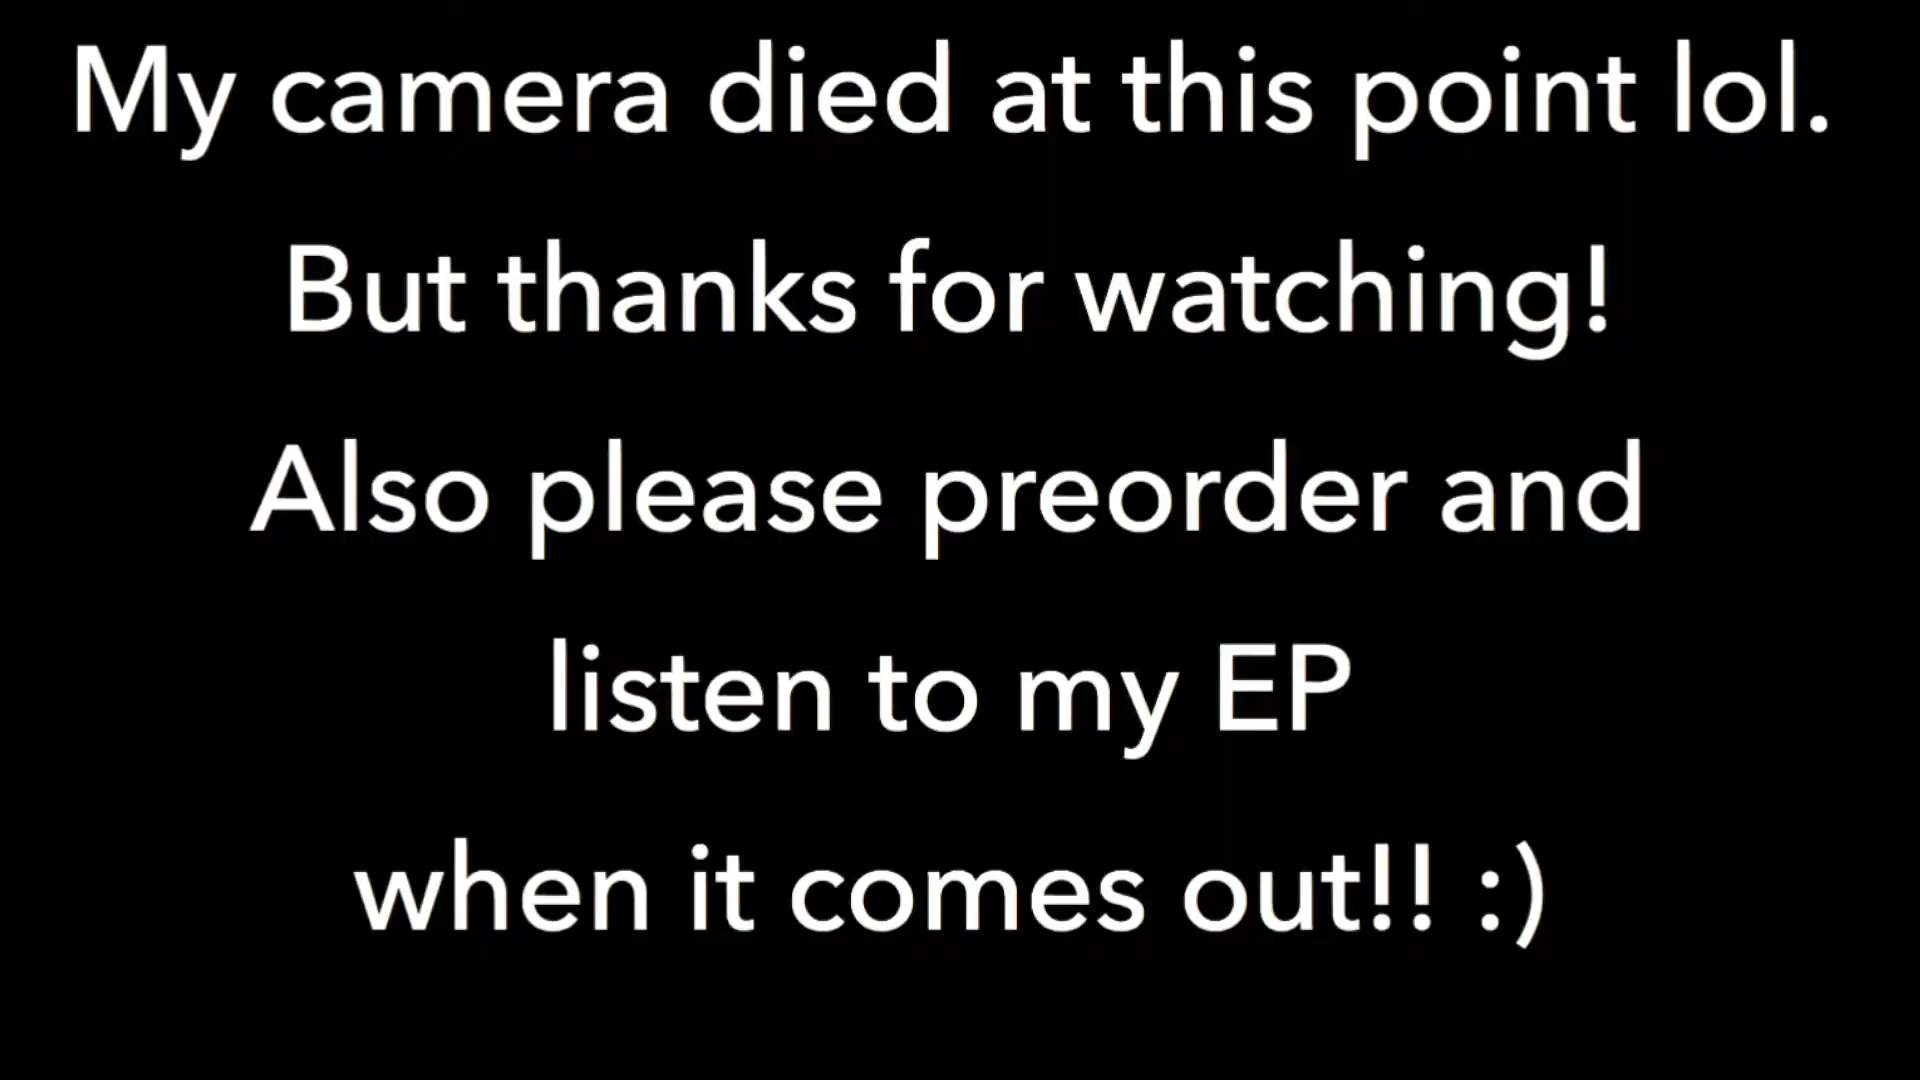 My camera died at this point lol.
But thanks for watching!
Also please preorder and
listen to my EP
when it comes out!! :)